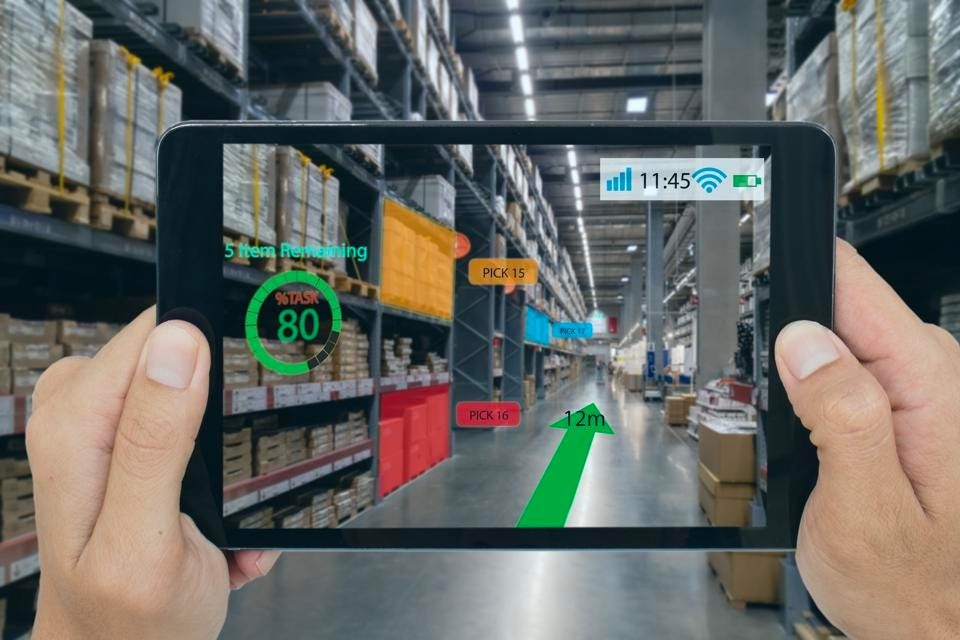 11:45
5 Item Remaining
%TASK
80
PICK 15
PICK 17
PICK 16
12m